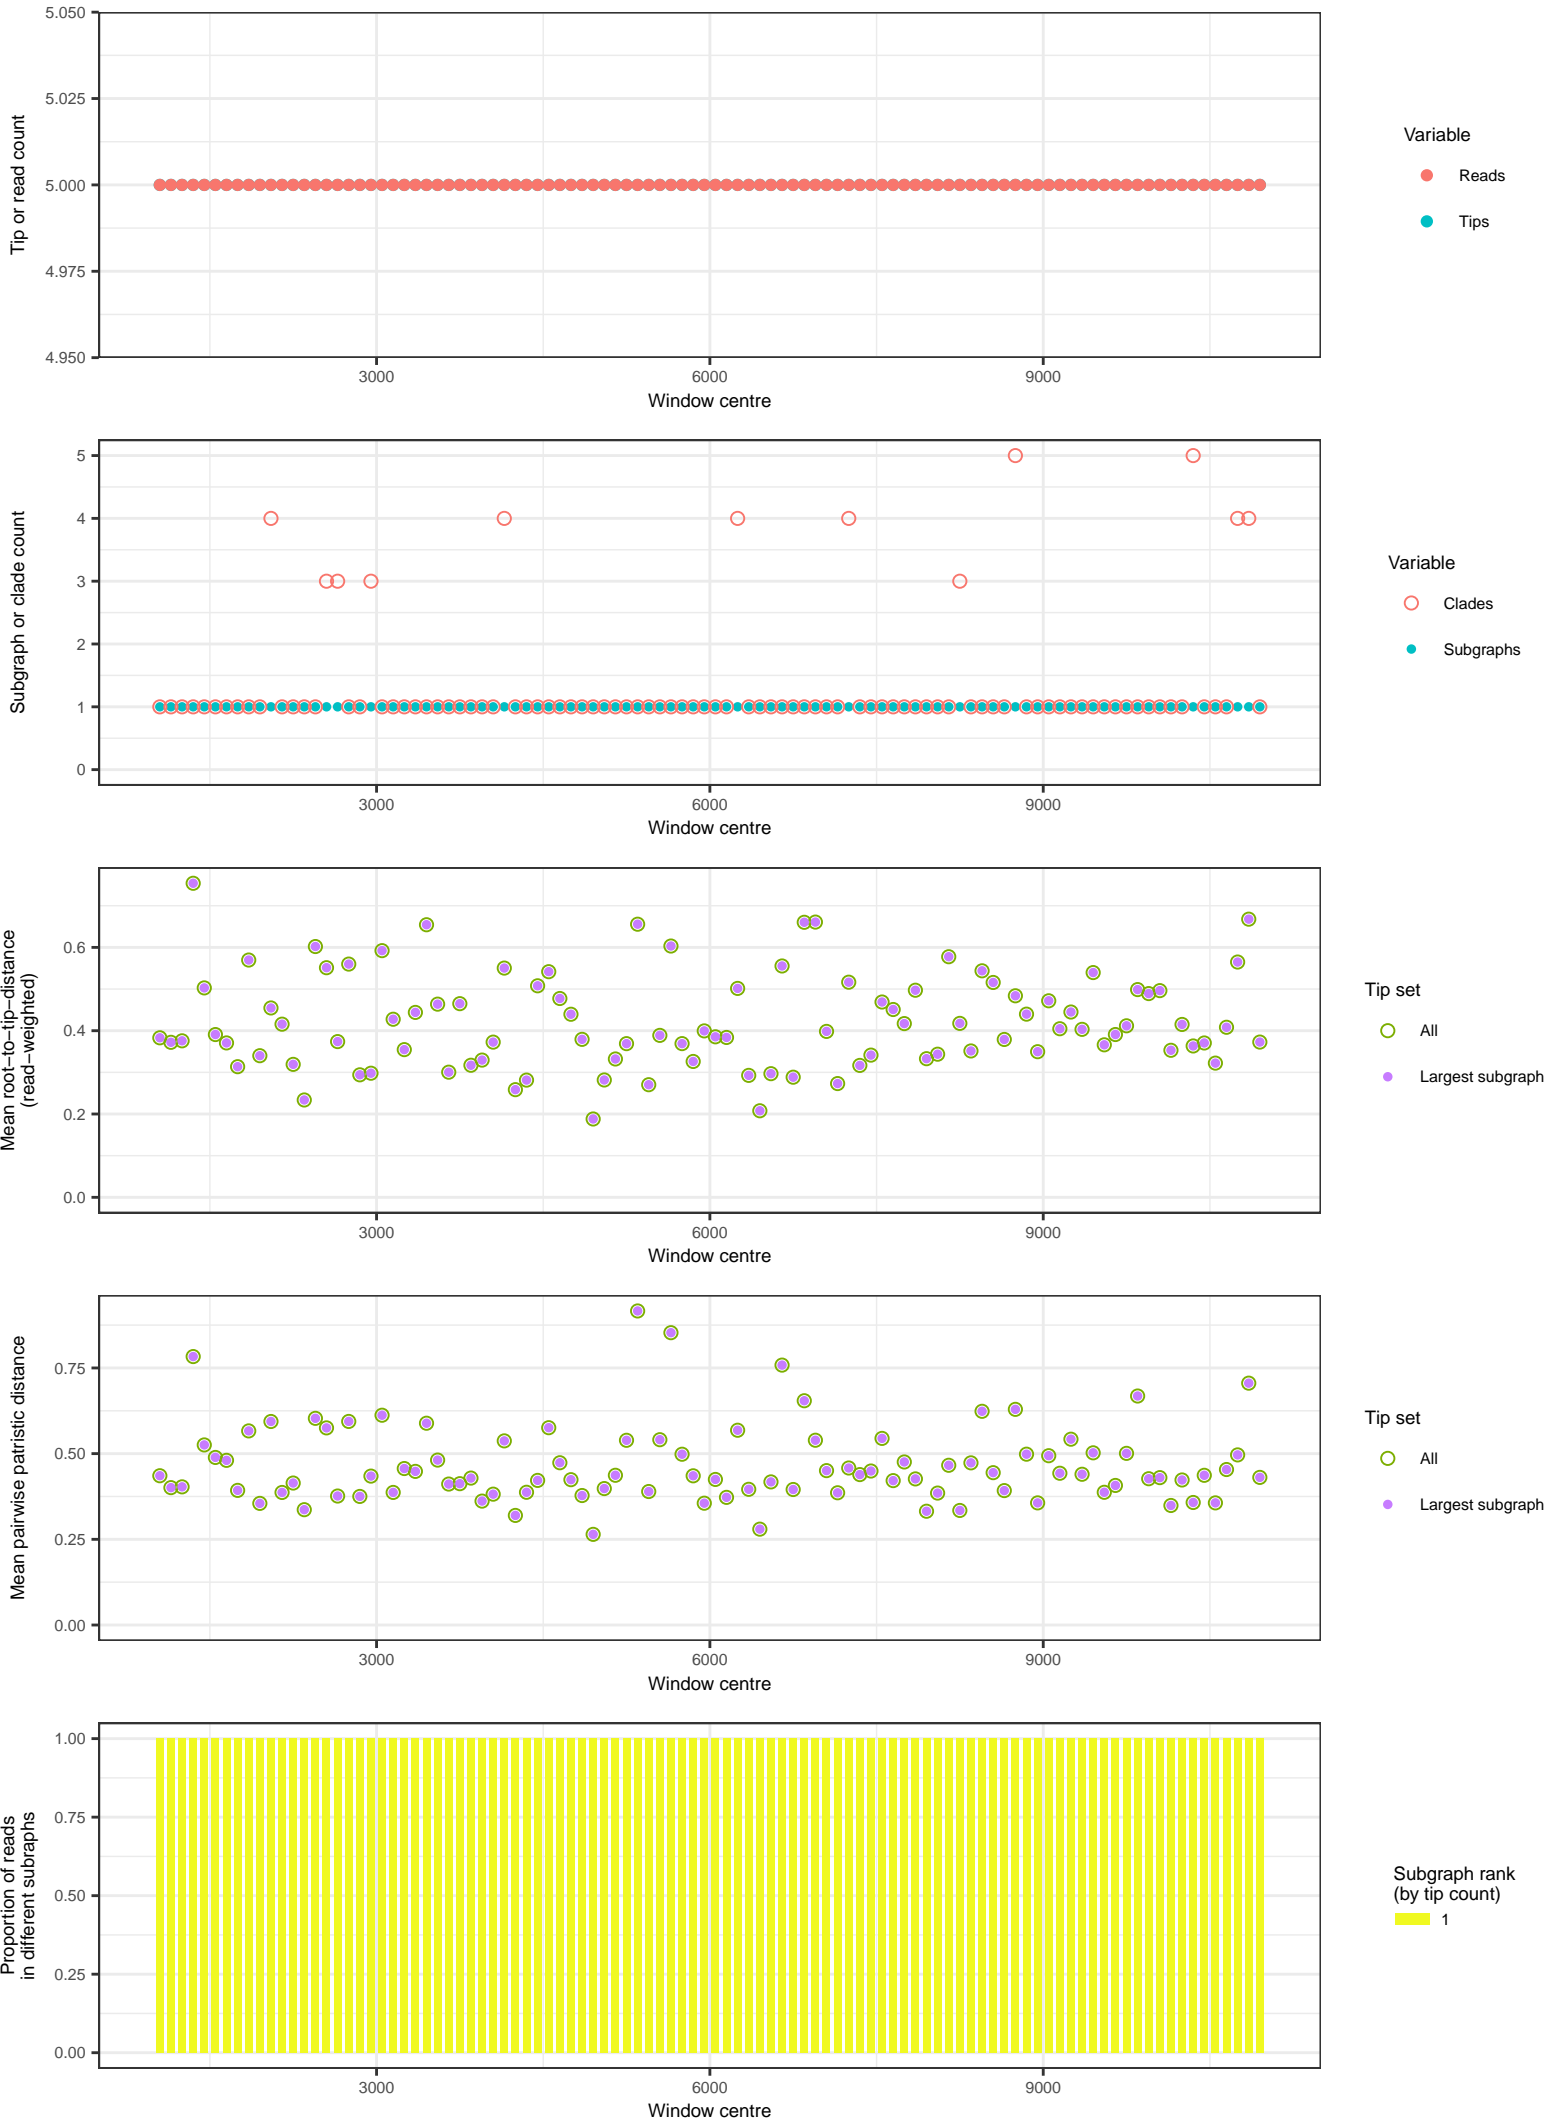 5.050
5.025
5.000
4.975
4.950
Tip or read count
3000
6000
9000
Window centre
Variable
Reads
Tips
5
4
3
2
1
0
Subgraph or clade count
3000
6000
9000
Window centre
Variable
Clades
Subgraphs
0.6
0.4
0.2
0.0
Mean root−to−tip−distance
(read−weighted)
3000
6000
9000
Window centre
Tip set
All
Largest subgraph
0.75
0.50
0.25
0.00
Mean pairwise patristic distance
3000
6000
9000
Window centre
Tip set
All
Largest subgraph
1.00
0.75
0.50
0.25
0.00
Proportion of reads
in different subraphs
3000
6000
9000
Window centre
Subgraph rank
(by tip count)
1